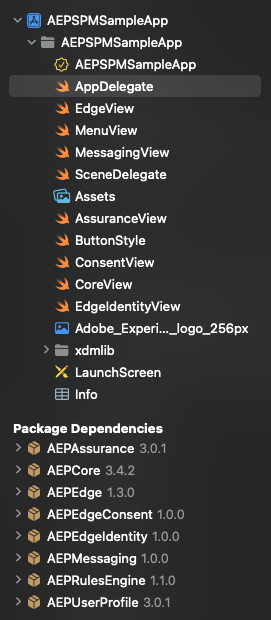 AEPSPMSampleApp
AEPSPMSampleApp
AEPSPMSampleApp
AppDelegate
EdgeView
MenuView
MessagingView
SceneDelegate
Assets
AssuranceView
ButtonStyle
ConsentView
CoreView
EdgeIdentityView
Adobe_Experi..._logo_256px
xdmlib
LaunchScreen
Info
Package Dependencies
AEPAssurance 3.0.1
AEPCore 3.4.2
AEPEdge 1.3.0
AEPEdgeConsent 1.0.0
AEPEdgeIdentity 1.0.0
AEPMessaging 1.0.0
AEPRulesEngine 1.1.0
AEPUserProfile 3.0.1